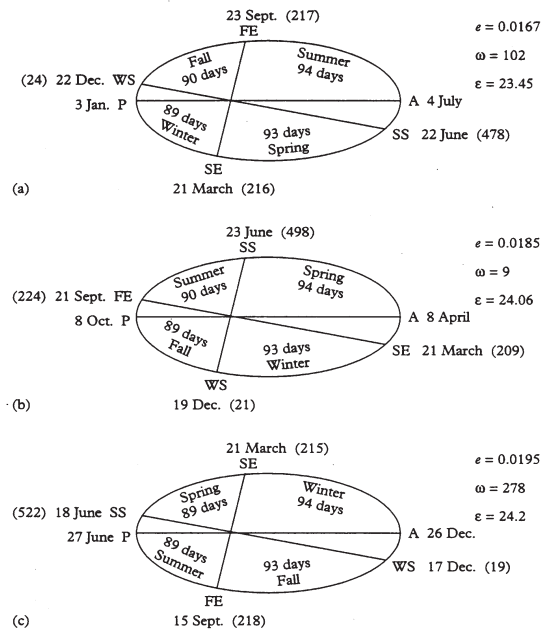 23 Sept. (217)
FE
e = 0.0167
ω = 102
ε = 23.45
Fall
90 days
Summer
94 days
(24) 22 Dec. WS
3 Jan. P
A 4 July
89 days
Winter
93 days
Spring
SS 22 June (478)
SE
(a) 21 March (216)
23 June (498)
SS
e = 0.0185
ω = 9
ε = 24.06
Summer
90 days
Spring
94 days
(224) 21 Sept. FE
8 Oct. P
A 8 April
89 days
Fall
93 days
Winter
SE 21 March (209)
WS
(b) 19 Dec. (21)
21 March (215)
SE
e = 0.0195
ω = 278
ε = 24.2
Spring
89 days
Winter
94 days
(522) 18 June SS
27 June P
A 26 Dec.
89 days
Summer
93 days
Fall
WS 17 Dec. (19)
FE
(c) 15 Sept. (218)